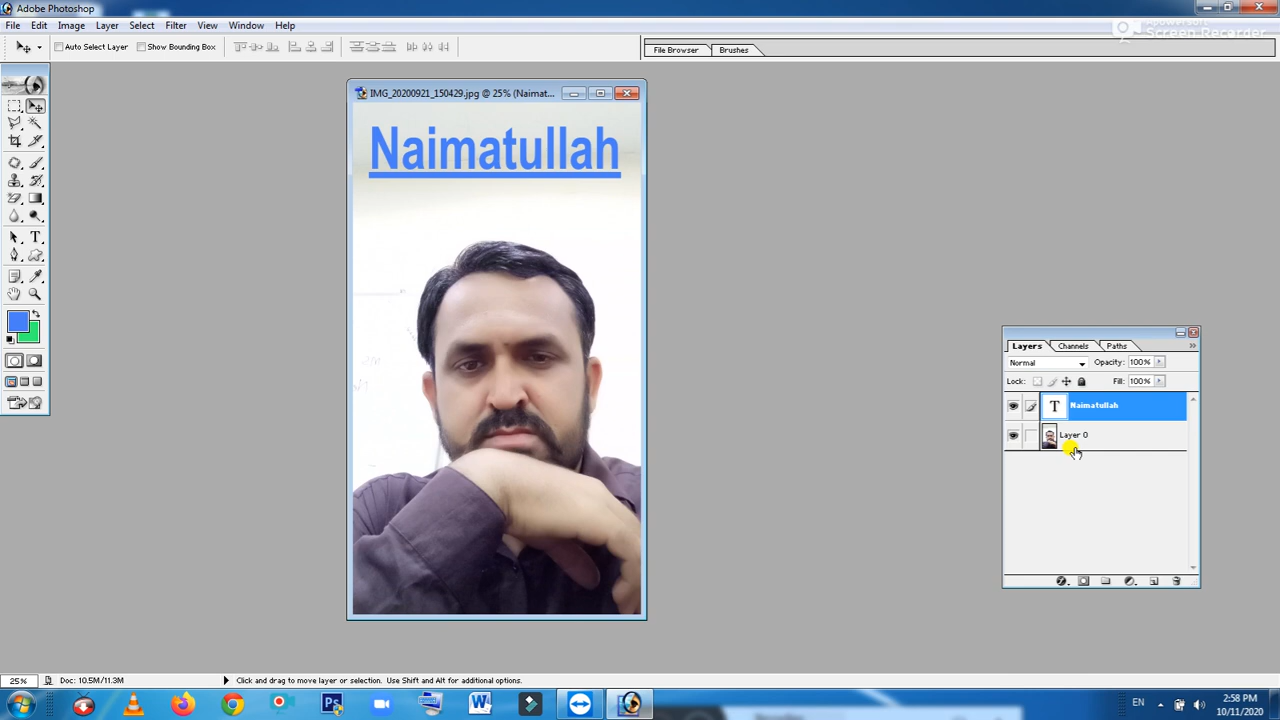 Adobe Photoshop
File Edit Image Layer Select Filter View Window Help
Apowersoft
Screen Recorder
Auto Select Layer Show Bounding Box
File Browser Brushes
IMG_20200921_150429.jpg @ 25% (Naimat...
Naimatullah
Layers Channels Paths
Normal Opacity: 100%
Lock: Fill: 100%
T Naimatullah
Layer 0
25% Doc: 10.5M/11.3M Click and drag to move layer or selection. Use Shift and Alt for additional options.
EN 2:58 PM
10/11/2020